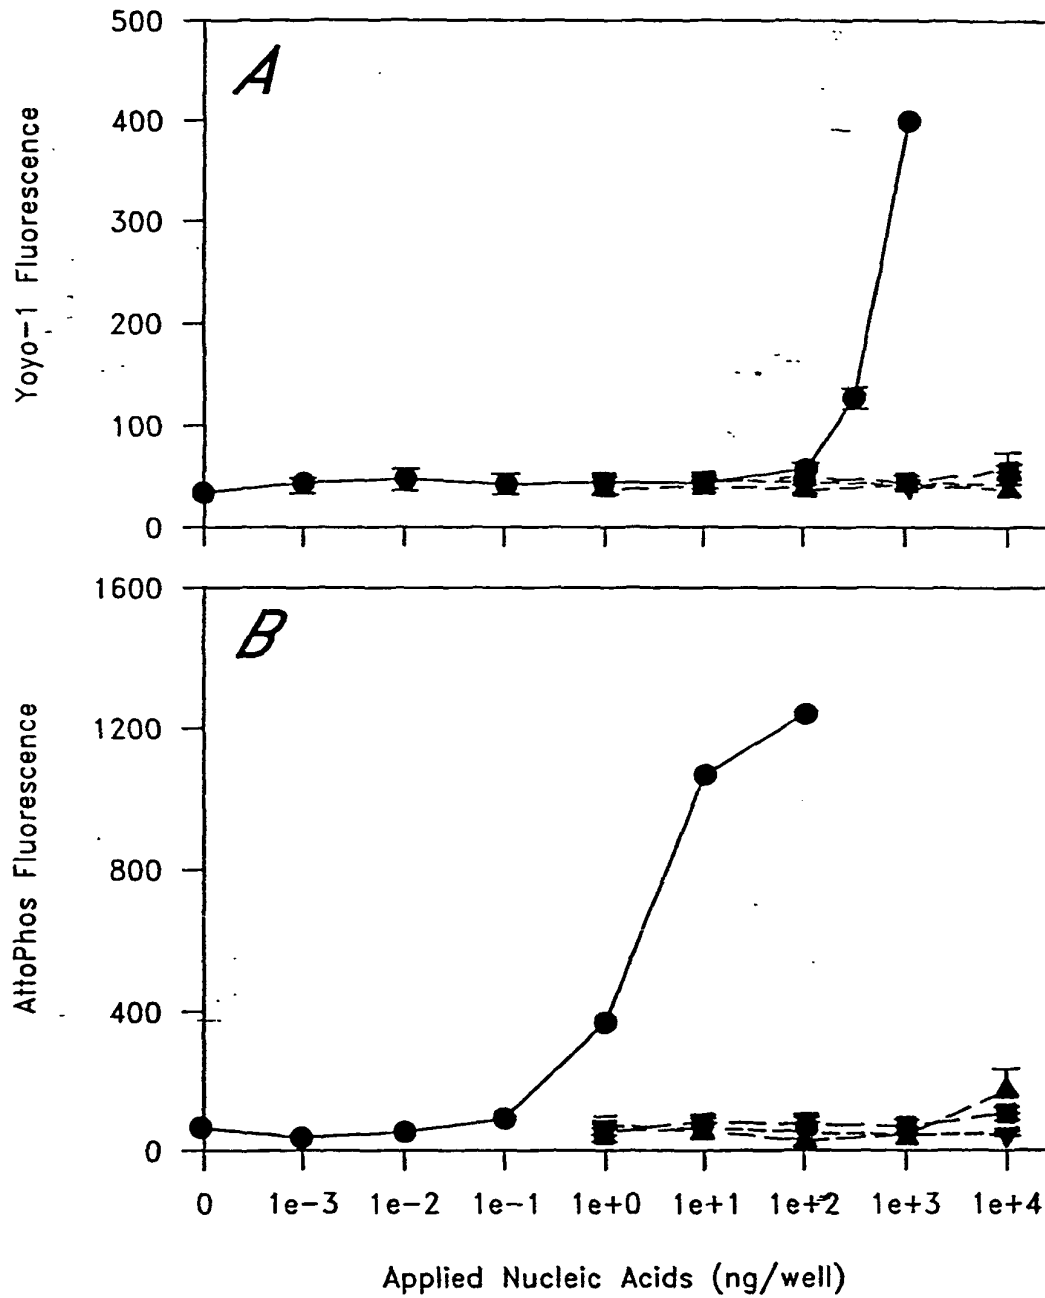 A
500
400
300
200
100
0
Yoyo-1 Fluorescence
B
1600
1200
800
400
0
AttoPhos Fluorescence
0 1e-3 1e-2 1e-1 1e+0 1e+1 1e+2 1e+3 1e+4
Applied Nucleic Acids (ng/well)